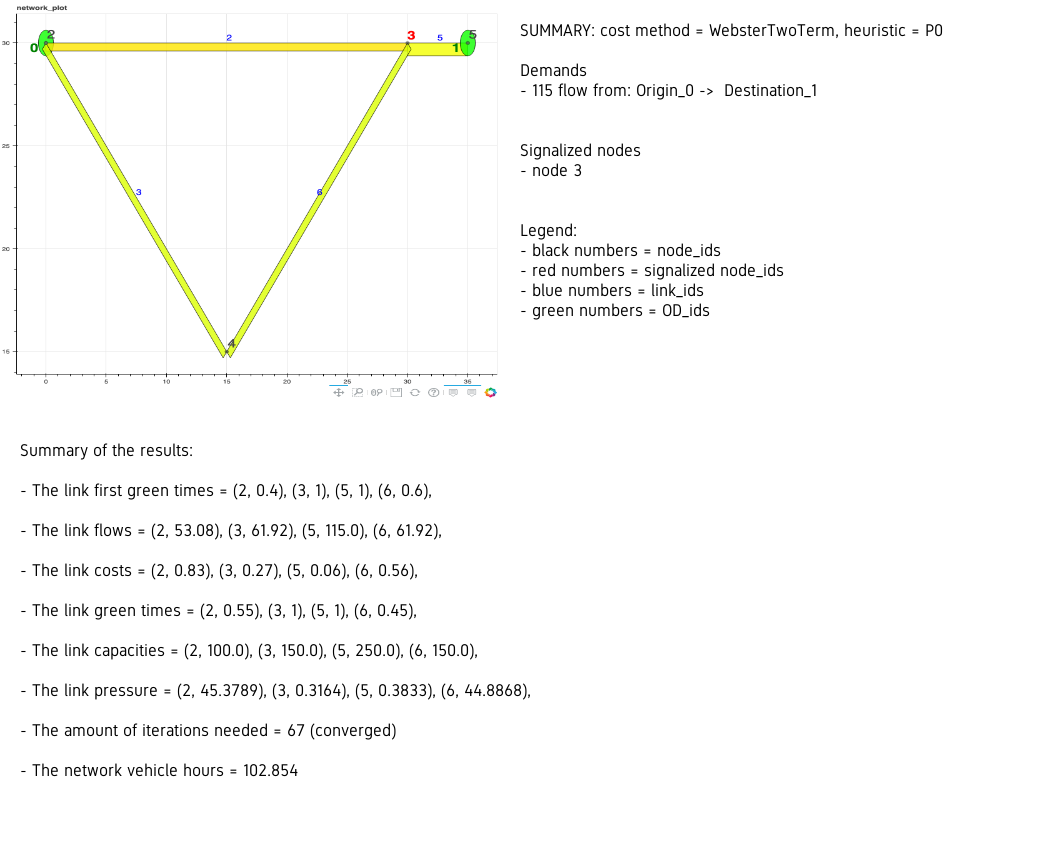 network_plot
30
25
20
15
0
5
10
15
20
25
30
35
2
0
2
3
5
5
1
3
6
4
SUMMARY: cost method = WebsterTwoTerm, heuristic = P0
Demands
- 115 flow from: Origin_0 -> Destination_1
Signalized nodes
- node 3
Legend:
- black numbers = node_ids
- red numbers = signalized node_ids
- blue numbers = link_ids
- green numbers = OD_ids
Summary of the results:
- The link first green times = (2, 0.4), (3, 1), (5, 1), (6, 0.6),
- The link flows = (2, 53.08), (3, 61.92), (5, 115.0), (6, 61.92),
- The link costs = (2, 0.83), (3, 0.27), (5, 0.06), (6, 0.56),
- The link green times = (2, 0.55), (3, 1), (5, 1), (6, 0.45),
- The link capacities = (2, 100.0), (3, 150.0), (5, 250.0), (6, 150.0),
- The link pressure = (2, 45.3789), (3, 0.3164), (5, 0.3833), (6, 44.8868),
- The amount of iterations needed = 67 (converged)
- The network vehicle hours = 102.854